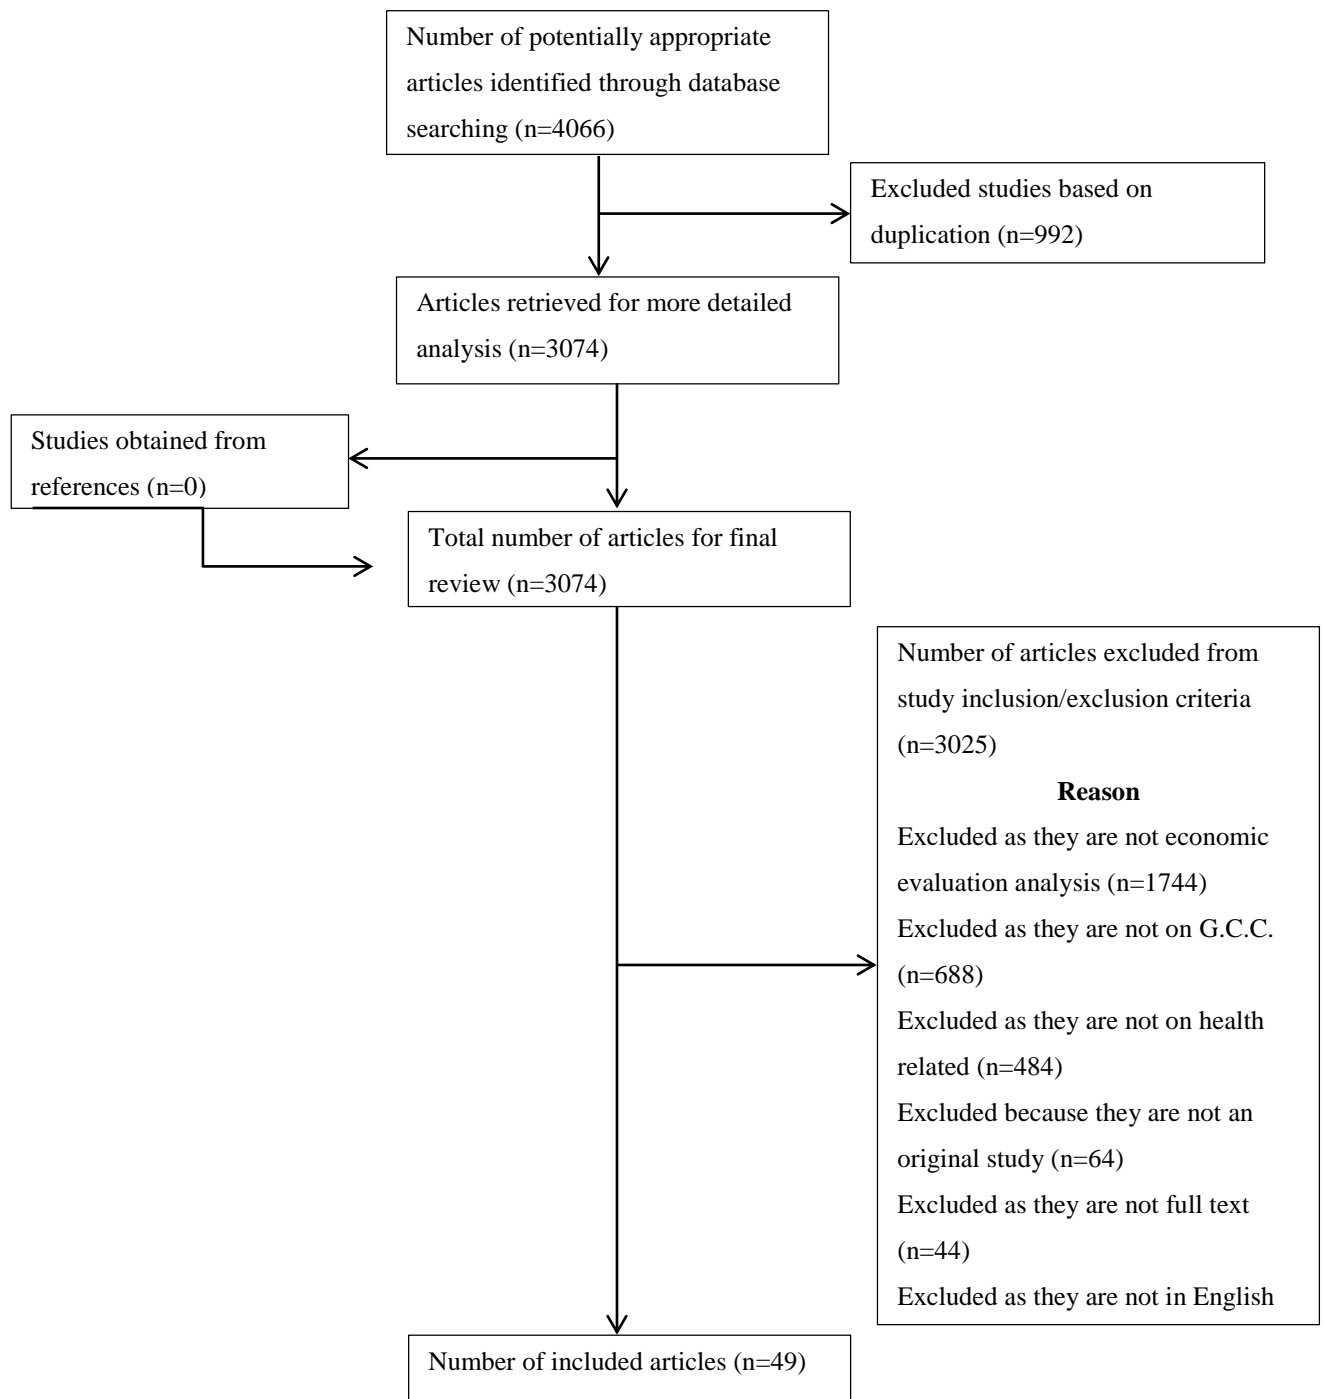 Number of potentially appropriate
articles identified through database
searching (n=4066)
Excluded studies based on
duplication (n=992)
Articles retrieved for more detailed
analysis (n=3074)
Studies obtained from
references (n=0)
Total number of articles for final
review (n=3074)
Number of articles excluded from
study inclusion/exclusion criteria
(n=3025)
Reason
Excluded as they are not economic
evaluation analysis (n=1744)
Excluded as they are not on G.C.C.
(n=688)
Excluded as they are not on health
related (n=484)
Excluded because they are not an
original study (n=64)
Excluded as they are not full text
(n=44)
Excluded as they are not in English
Number of included articles (n=49)